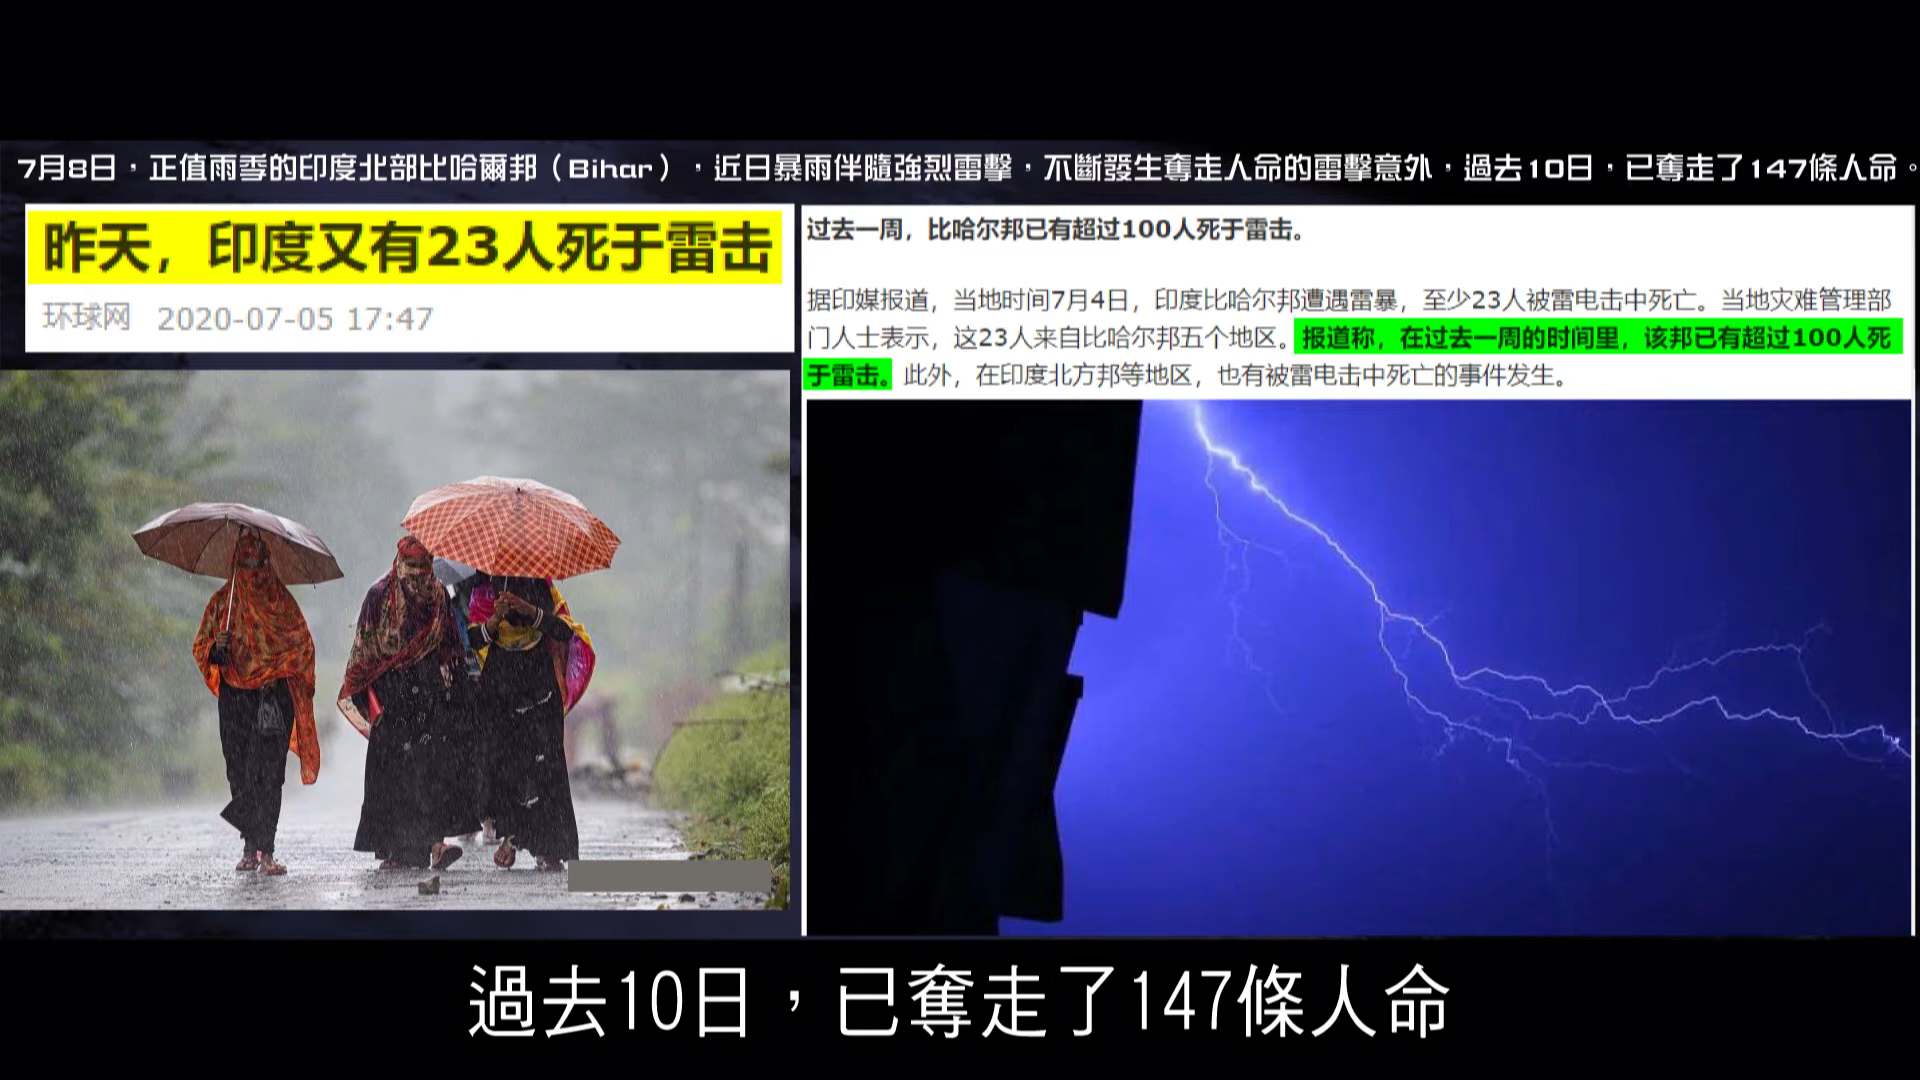 7月8日，正值雨季的印度北部比哈爾邦（Bihar），近日暴雨伴隨強烈雷擊，不斷發生奪走人命的雷擊意外，過去10日，已奪走了147條人命。
昨天，印度又有23人死于雷击
环球网 2020-07-05 17:47
过去一周，比哈尔邦已有超过100人死于雷击。
据印媒报道，当地时间7月4日，印度比哈尔邦遭遇雷暴，至少23人被雷电击中死亡。当地灾难管理部
门人士表示，这23人来自比哈尔邦五个地区。报道称，在过去一周的时间里，该邦已有超过100人死
于雷击。此外，在印度北方邦等地区，也有被雷电击中死亡的事件发生。
過去10日，已奪走了147條人命